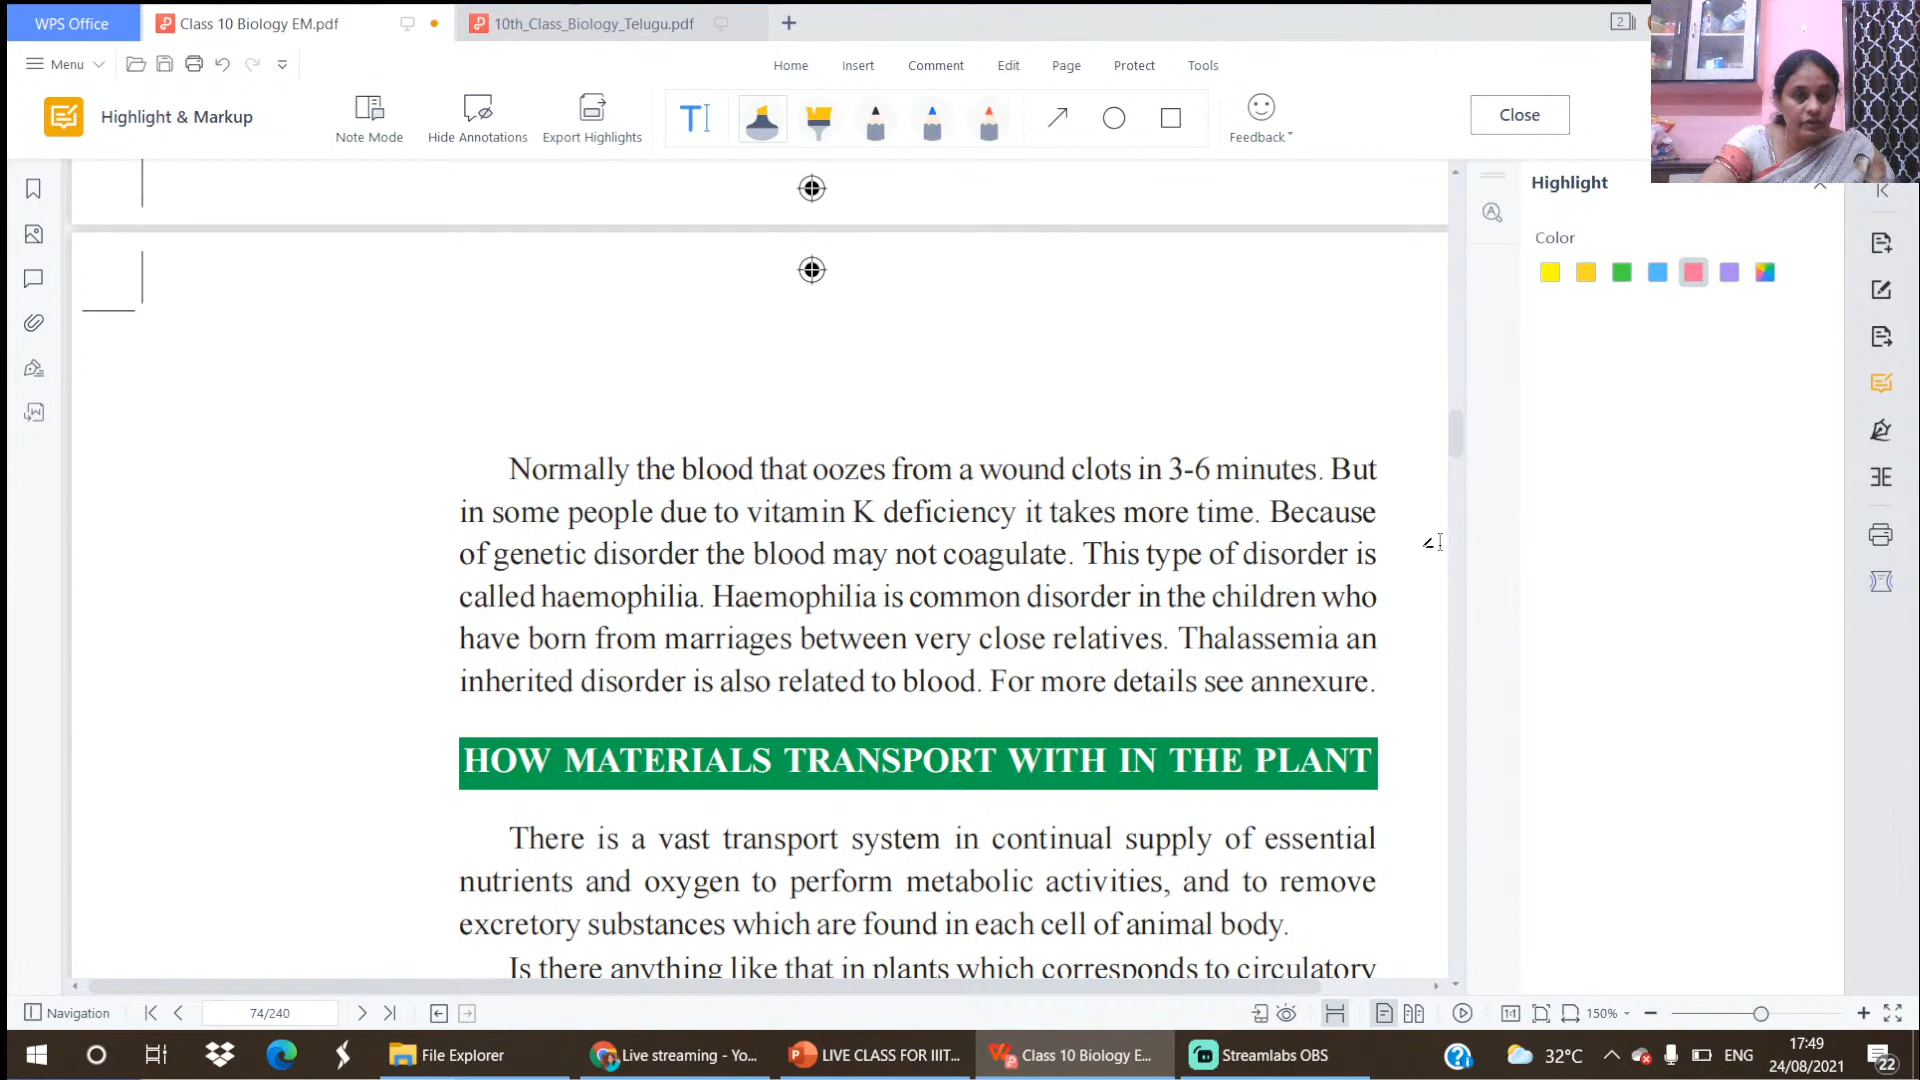 WPS Office
Class 10 Biology EM.pdf
10th_Class_Biology_Telugu.pdf
2
Menu
Home Insert Comment Edit Page Protect Tools
Highlight & Markup
Note Mode
Hide Annotations
Export Highlights
T
Feedback
Close
Highlight
Color
Normally the blood that oozes from a wound clots in 3-6 minutes. But
in some people due to vitamin K deficiency it takes more time. Because
of genetic disorder the blood may not coagulate. This type of disorder is
called haemophilia. Haemophilia is common disorder in the children who
have born from marriages between very close relatives. Thalassemia an
inherited disorder is also related to blood. For more details see annexure.
HOW MATERIALS TRANSPORT WITH IN THE PLANT
There is a vast transport system in continual supply of essential
nutrients and oxygen to perform metabolic activities, and to remove
excretory substances which are found in each cell of animal body.
Is there anything like that in plants which corresponds to circulatory
Navigation
74/240
1:1
150%
File Explorer
Live streaming - Yo...
LIVE CLASS FOR IIIT...
Class 10 Biology E...
Streamlabs OBS
32°C
ENG
17:49
24/08/2021
22